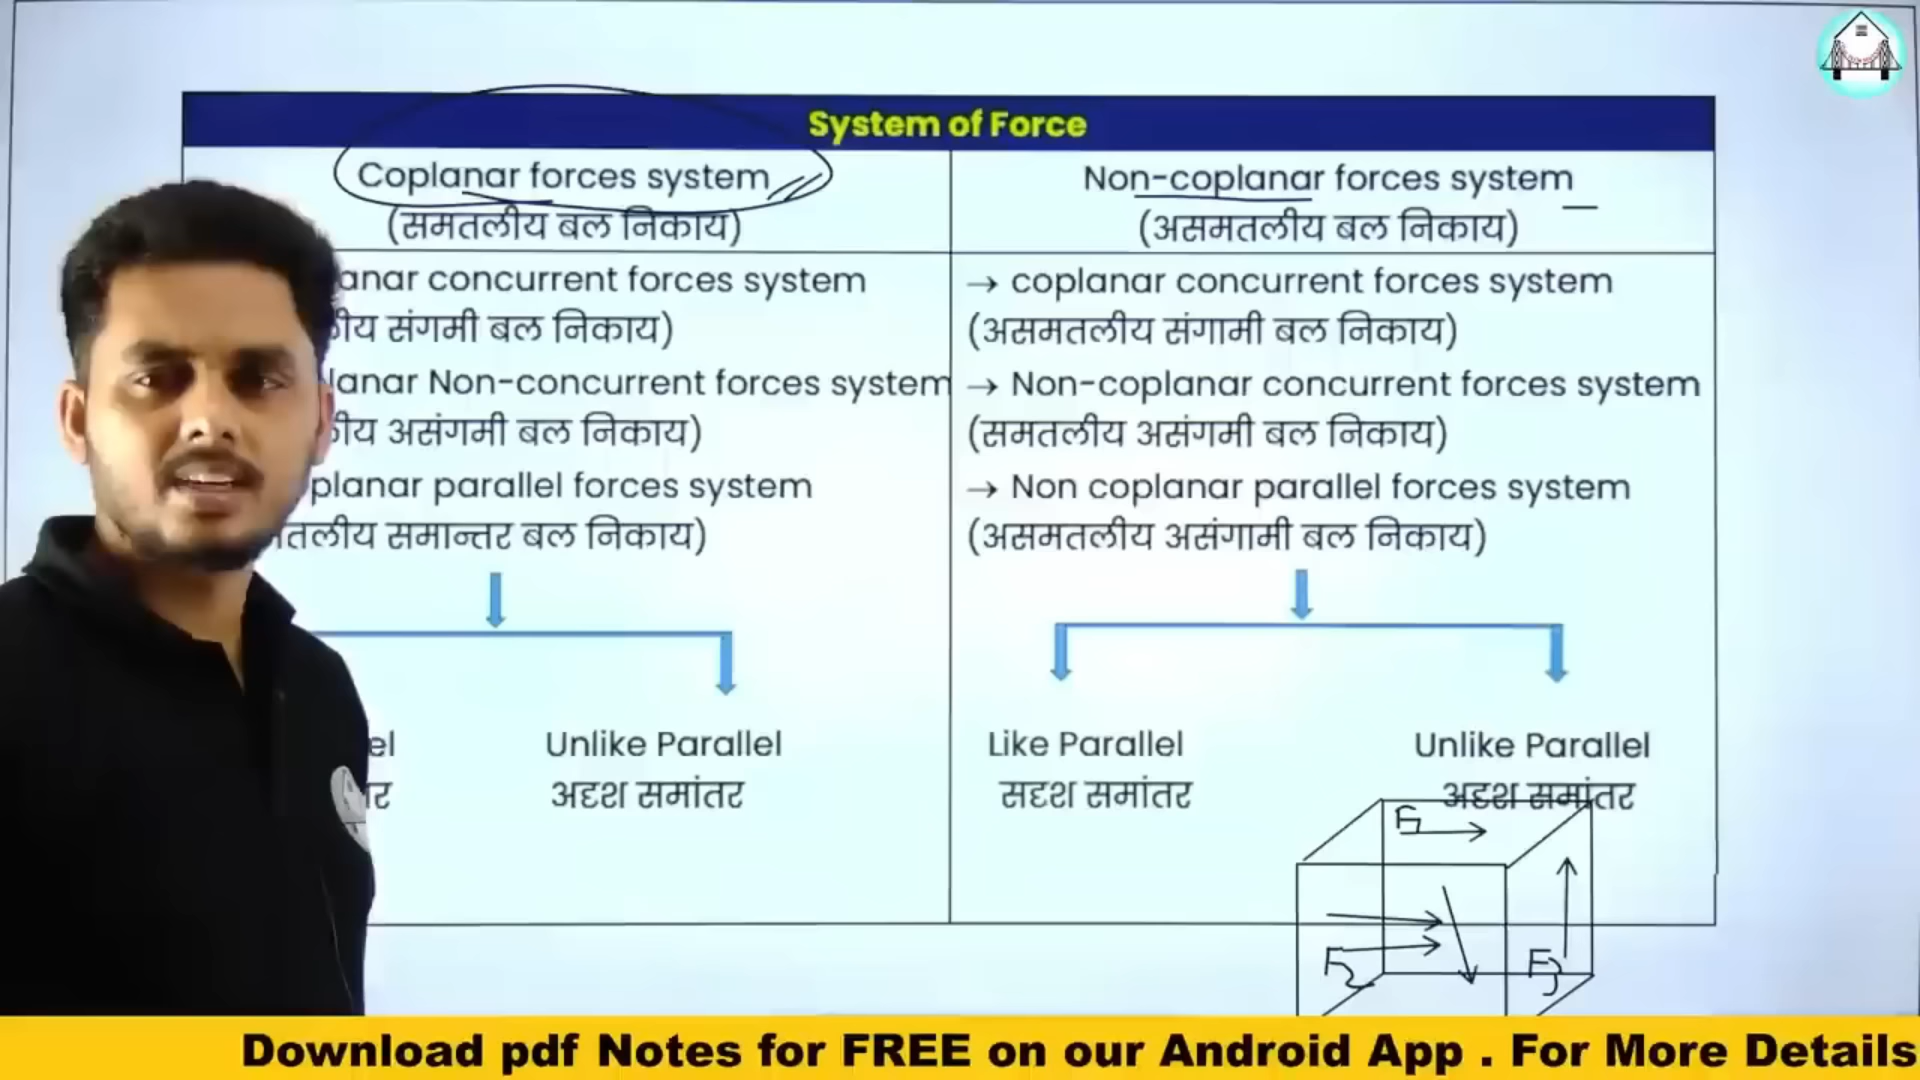 System of Force
Coplanar forces system
(समतलीय बल निकाय)
Non-coplanar forces system
(असमतलीय बल निकाय)
anar concurrent forces system
संगमी बल निकाय)
lanar Non-concurrent forces system
असंगमी बल निकाय)
planar parallel forces system
तलीय समान्तर बल निकाय)
Unlike Parallel
अदृश समांतर
→ coplanar concurrent forces system
(असमतलीय संगामी बल निकाय)
→ Non-coplanar concurrent forces system
(समतलीय असंगमी बल निकाय)
→ Non coplanar parallel forces system
(असमतलीय असंगामी बल निकाय)
Like Parallel
सदृश समांतर
Unlike Parallel
अदृश समांतर
F1
F2
F3
Download pdf Notes for FREE on our Android App . For More Details